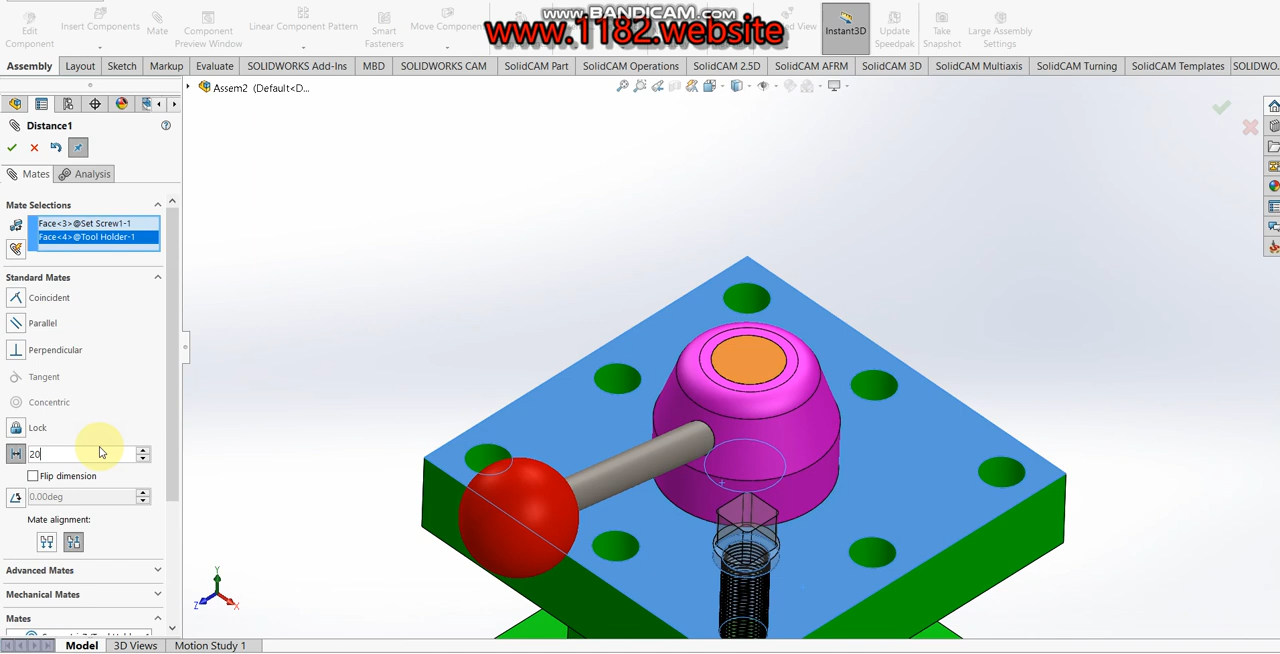 www.BANDICAM.com
www.1182.website
Edit Component
Insert Components
Mate
Component Preview Window
Linear Component Pattern
Smart Fasteners
Move Component
Instant3D
Update Speedpak
Take Snapshot
Large Assembly Settings
Assembly
Layout
Sketch
Markup
Evaluate
SOLIDWORKS Add-Ins
MBD
SOLIDWORKS CAM
SolidCAM Part
SolidCAM Operations
SolidCAM 2.5D
SolidCAM AFRM
SolidCAM 3D
SolidCAM Multiaxis
SolidCAM Turning
SolidCAM Templates
SOLIDWO...
Assem2 (Default<D...
Distance1
Mates
Analysis
Mate Selections
Face<3>@Set Screw1-1
Face<4>@Tool Holder-1
Standard Mates
Coincident
Parallel
Perpendicular
Tangent
Concentric
Lock
20
Flip dimension
0.00deg
Mate alignment:
Advanced Mates
Mechanical Mates
Mates
Y
Z
X
Model
3D Views
Motion Study 1